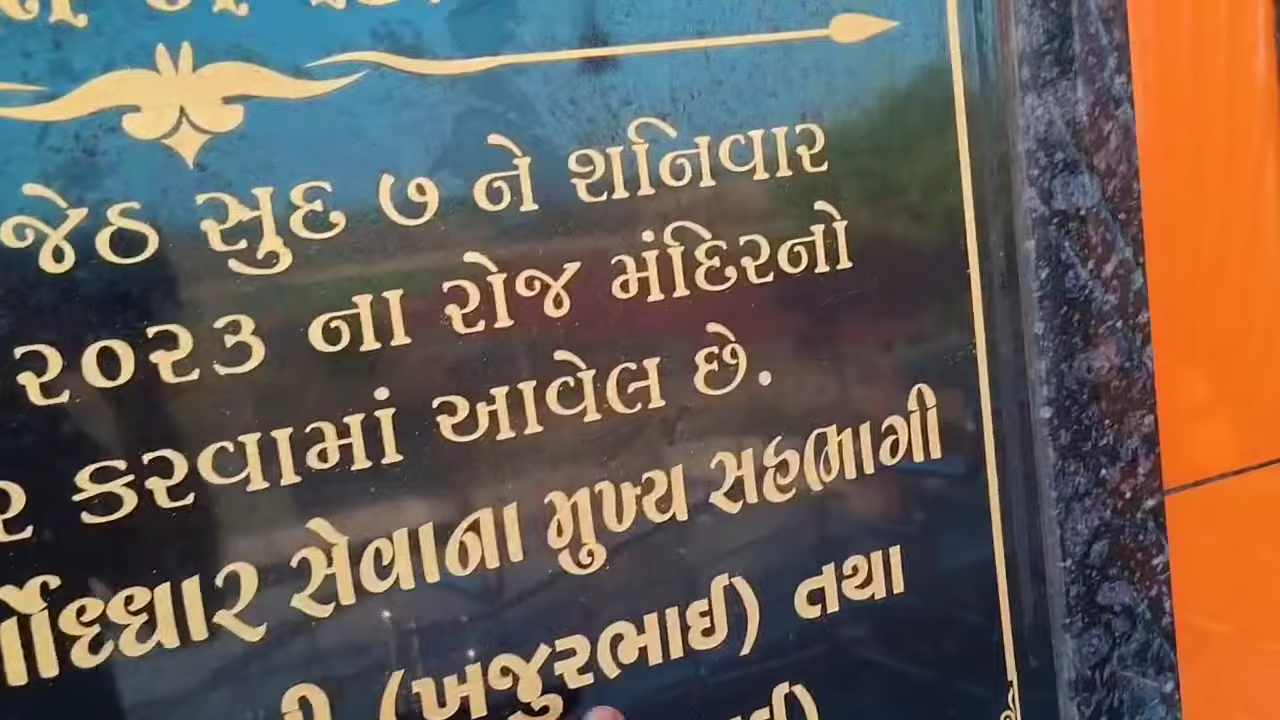 જેઠ સુદ ૭ ને શનિવાર
૨૦૨૩ ના રોજ મંદિરનો
કરવામાં આવેલ છે.
ર્ણોધ્ધાર સેવાના મુખ્ય સહભાગી
(ખજુરભાઈ) તથા